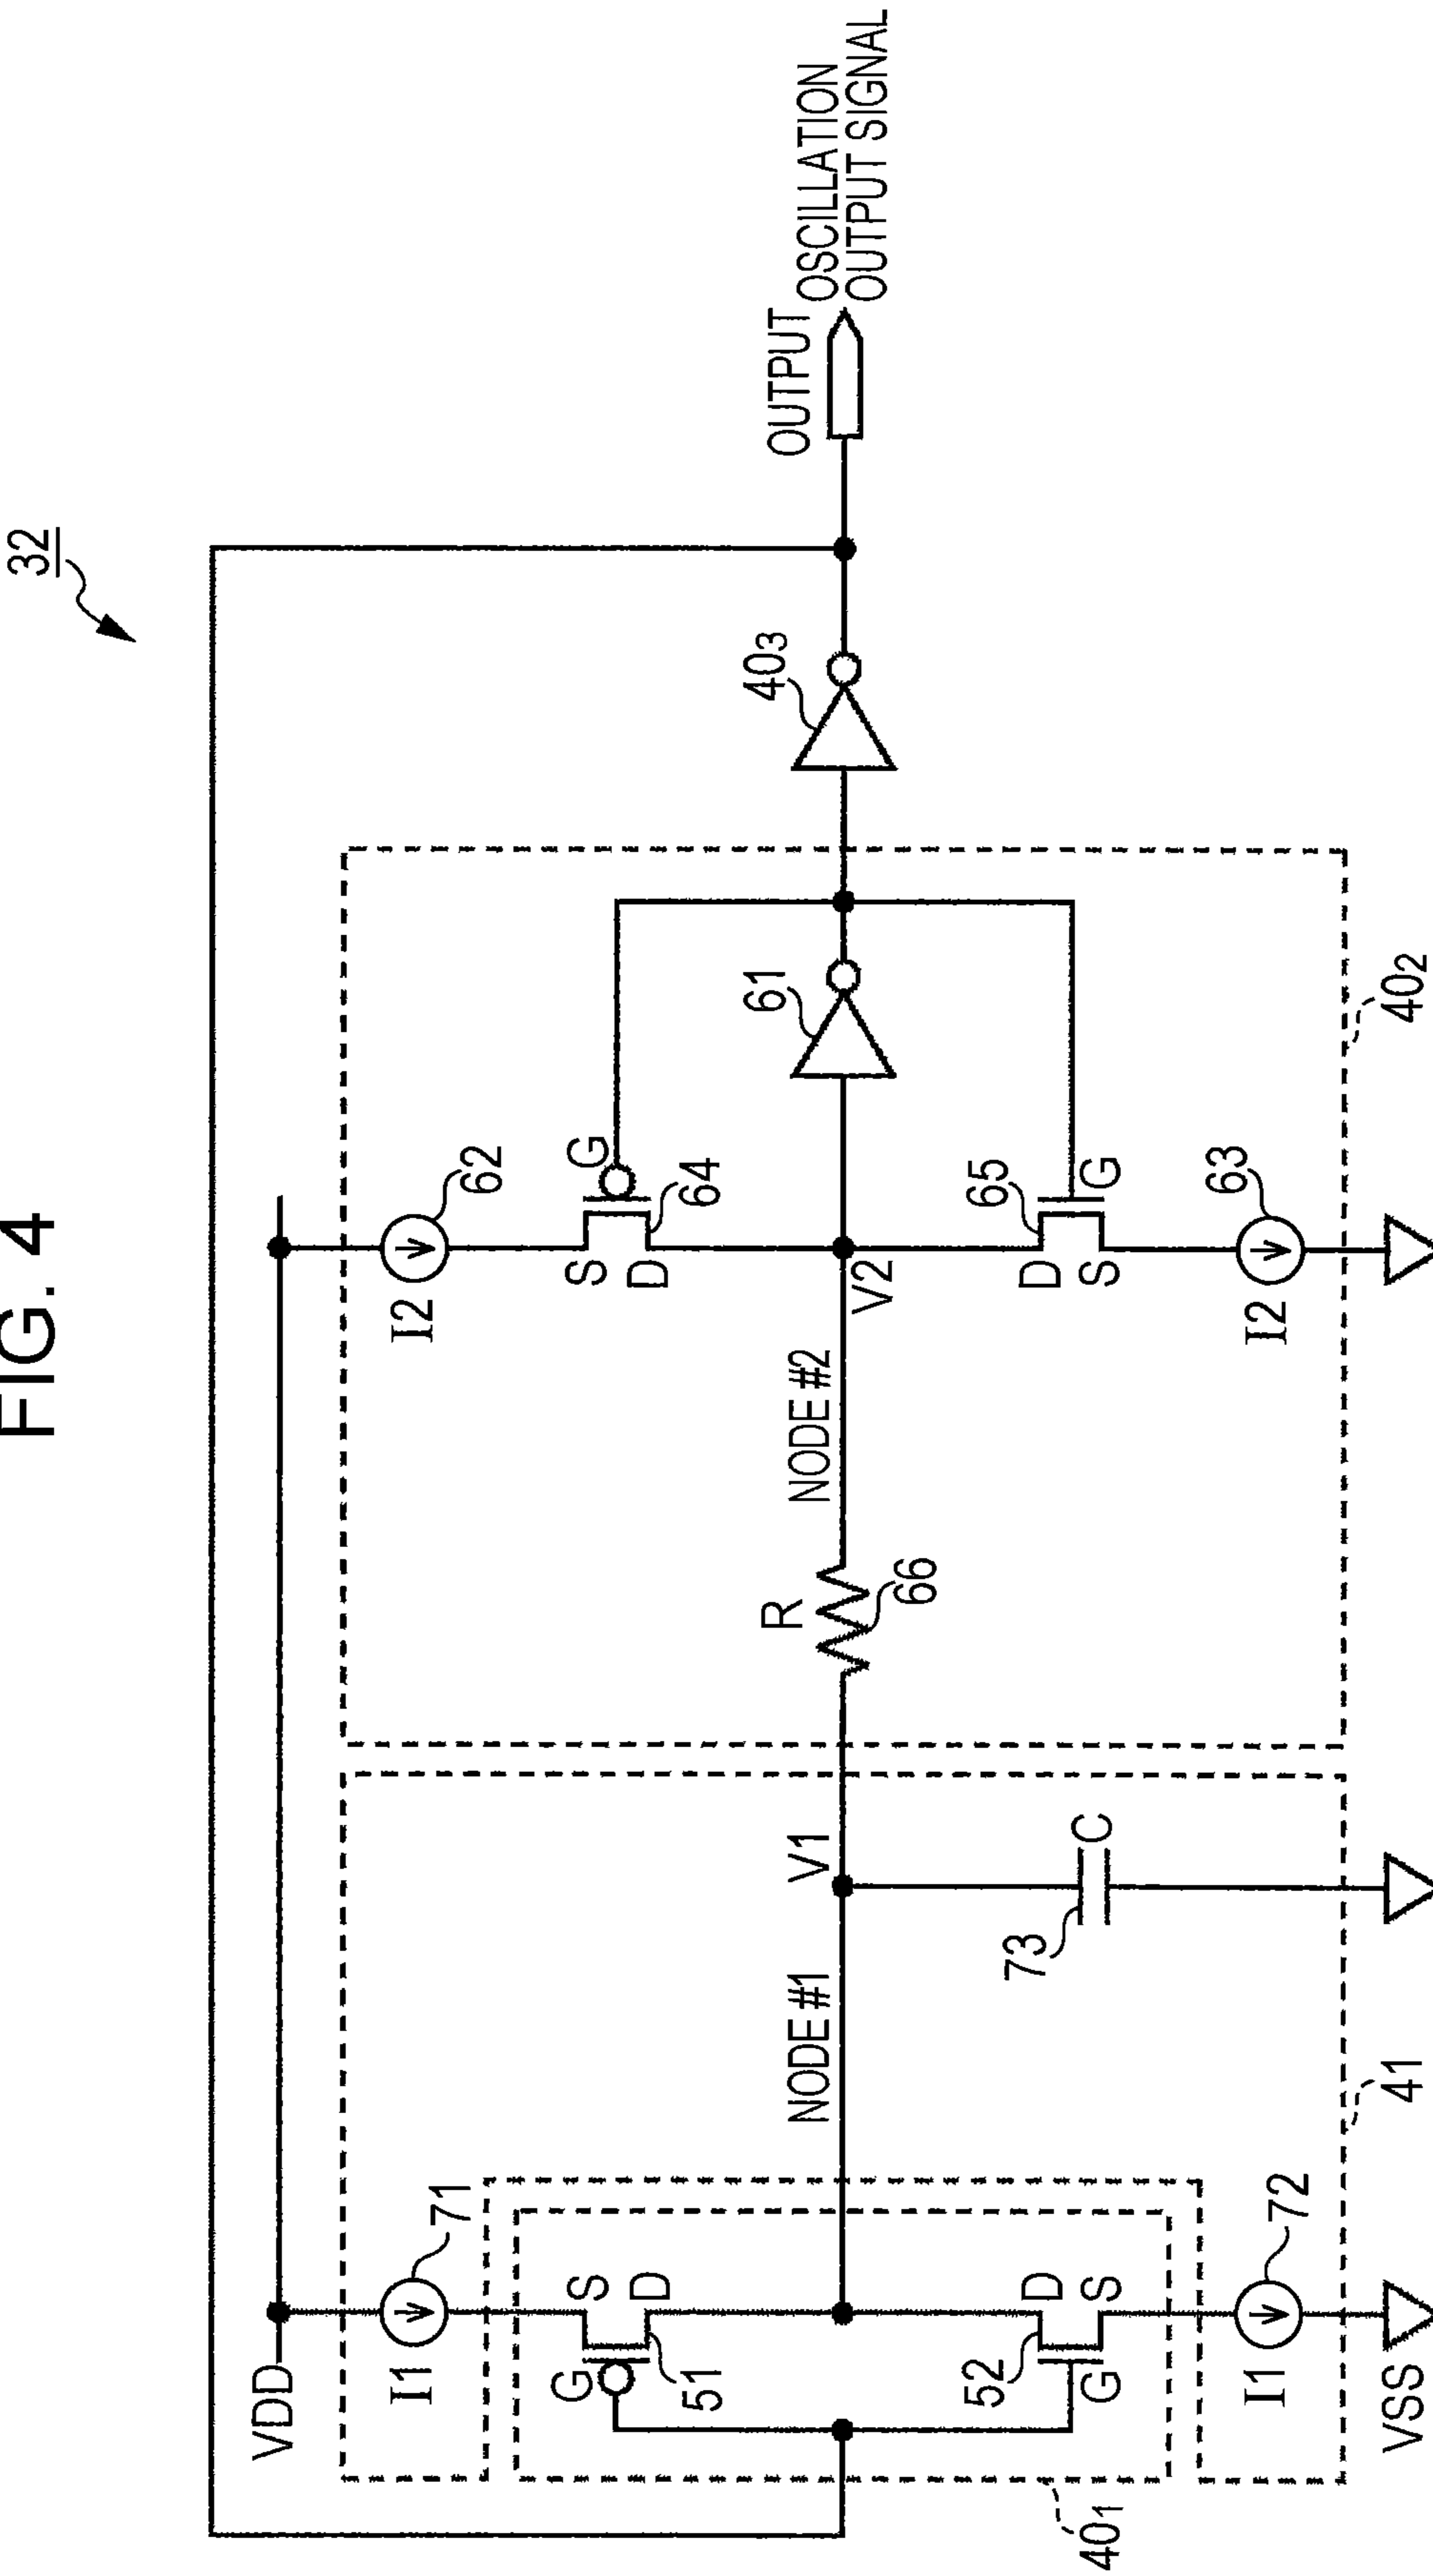 FIG. 4
32
VDD
I1
71
I2
62
G
S
D
51
S
D
G
64
NODE #1
V1
R
66
NODE #2
V2
61
40₃
OUTPUT
OSCILLATION
OUTPUT SIGNAL
52
D
S
G
73
C
65
D
S
G
I1
72
I2
63
VSS
40₁
41
40₂